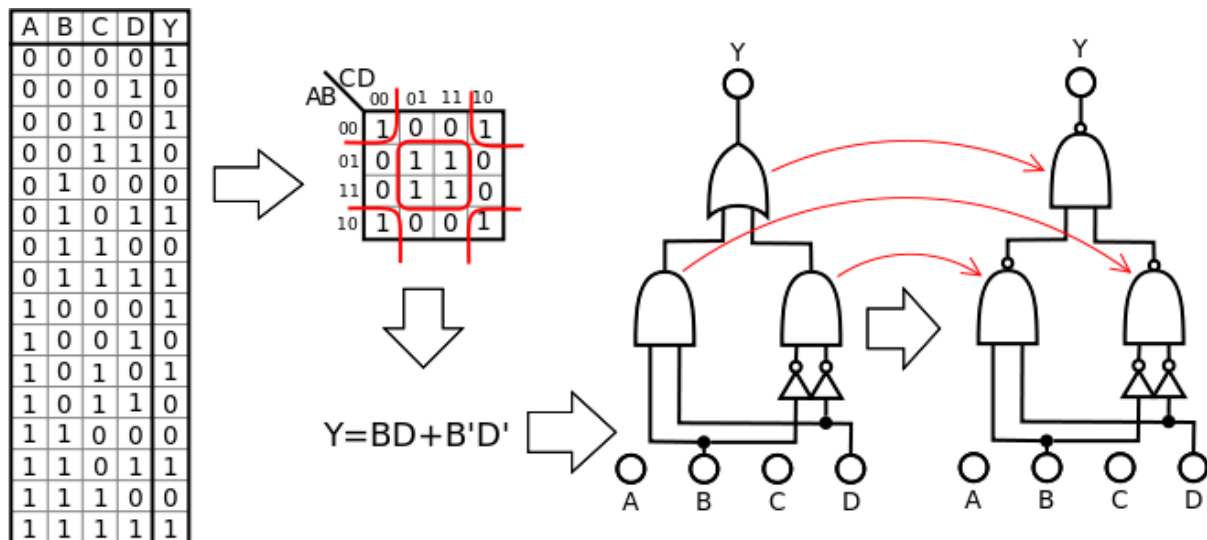 A B C D Y
0 0 0 0 1
0 0 0 1 0
0 0 1 0 1
0 0 1 1 0
0 1 0 0 0
0 1 0 1 1
0 1 1 0 0
0 1 1 1 1
1 0 0 0 1
1 0 0 1 0
1 0 1 0 1
1 0 1 1 0
1 1 0 0 0
1 1 0 1 1
1 1 1 0 0
1 1 1 1 1
CD
AB
00 01 11 10
00 1 0 0 1
01 0 1 1 0
11 0 1 1 0
10 1 0 0 1
Y=BD+B'D'
Y
A B C D
Y
A B C D